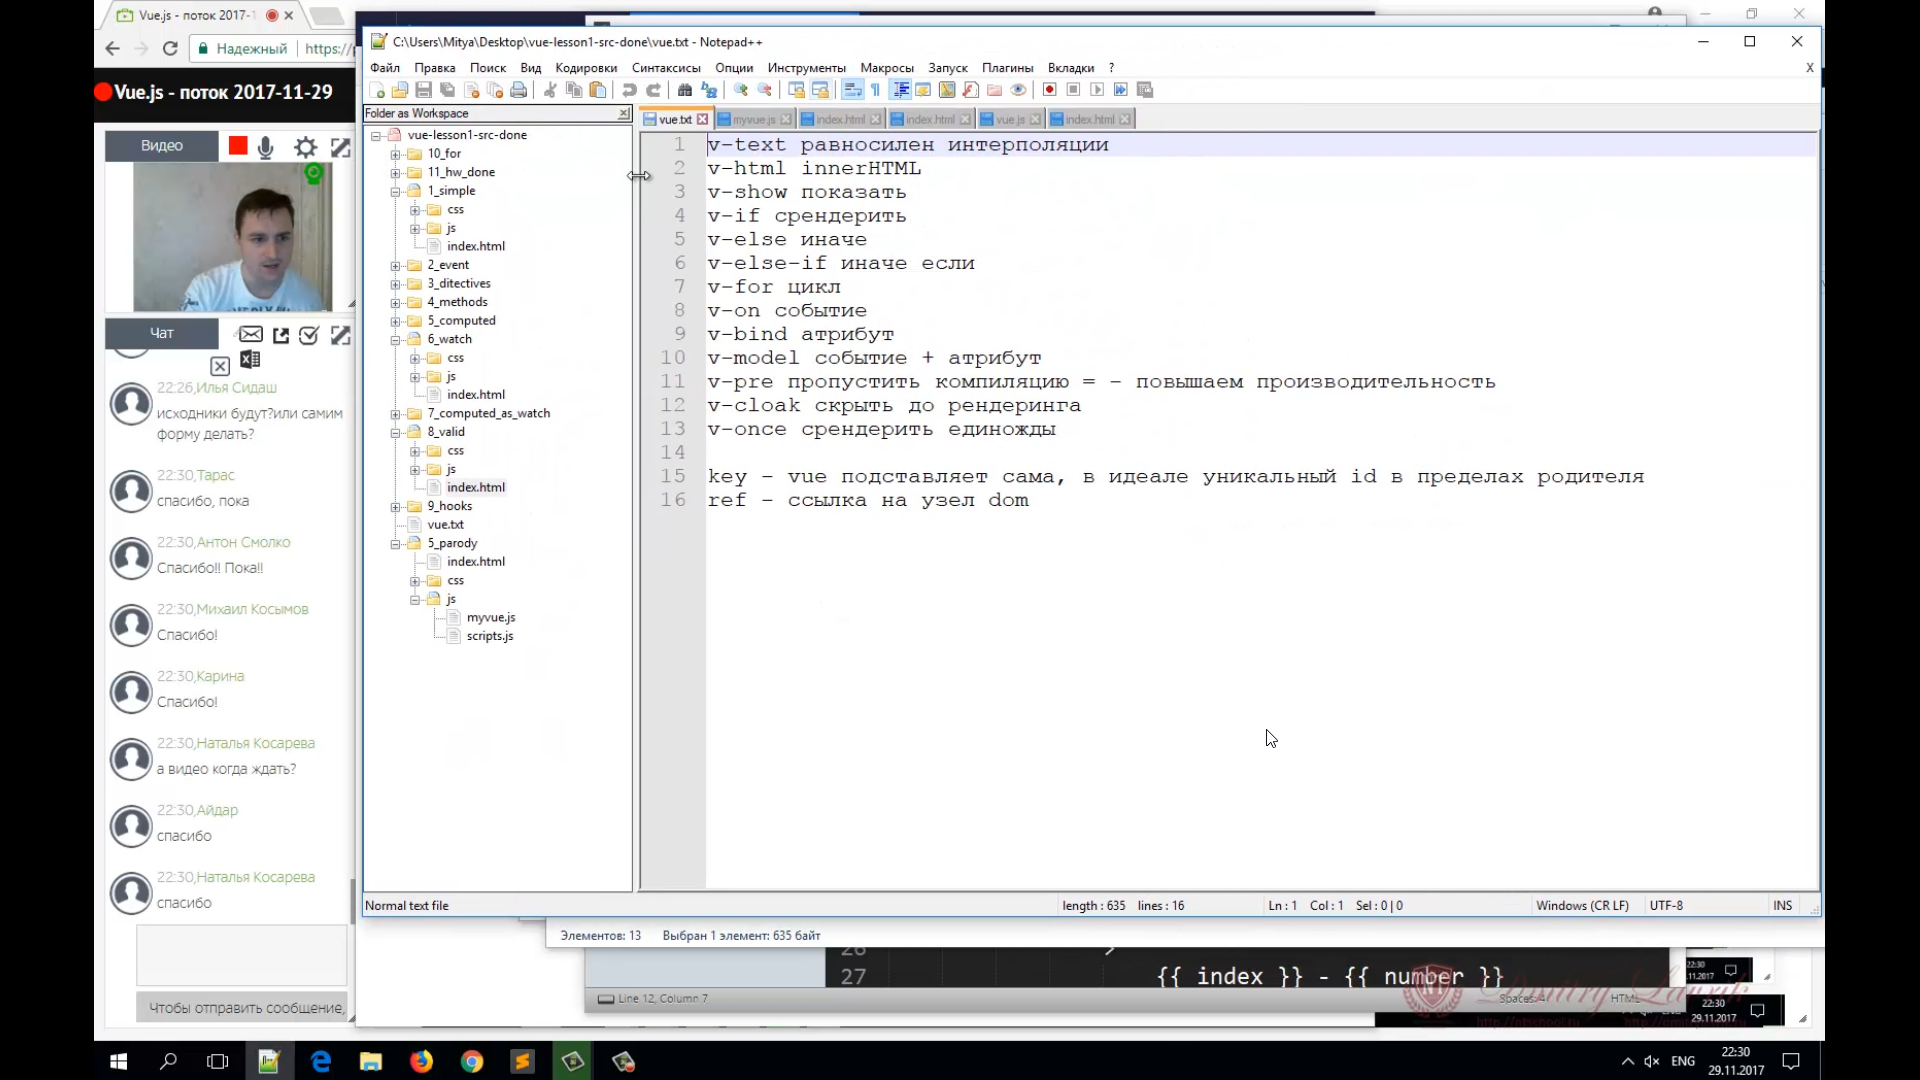 Vue.js - поток 2017-1
Надежный
https://p
Vue.js - поток 2017-11-29
Видео
Чат
22:26,Илья Сидаш
исходники будут?или самим
форму делать?
22:30,Тарас
спасибо, пока
22:30,Антон Смолко
Спасибо!! Пока!!
22:30,Михаил Косымов
Спасибо!
22:30,Карина
Спасибо!
22:30,Наталья Косарева
а видео когда ждать?
22:30,Айдар
спасибо
22:30,Наталья Косарева
спасибо
Чтобы отправить сообщение,
C:\Users\Mitya\Desktop\vue-lesson1-src-done\vue.txt - Notepad++
Файл Правка Поиск Вид Кодировки Синтаксисы Опции Инструменты Макросы Запуск Плагины Вкладки ? X
Folder as Workspace
vue-lesson1-src-done
10_for
11_hw_done
1_simple
css
js
index.html
2_event
3_ditectives
4_methods
5_computed
6_watch
css
js
index.html
7_computed_as_watch
8_valid
css
js
index.html
9_hooks
vue.txt
5_parody
index.html
css
js
myvue.js
scripts.js
vue.txt myvue.js index.html index.html vue.js index.html
1 v-text равносилен интерполяции
2 v-html innerHTML
3 v-show показать
4 v-if срендерить
5 v-else иначе
6 v-else-if иначе если
7 v-for цикл
8 v-on событие
9 v-bind атрибут
10 v-model событие + атрибут
11 v-pre пропустить компиляцию = - повышаем производительность
12 v-cloak скрыть до рендеринга
13 v-once срендерить единожды
14
15 key - vue подставляет сама, в идеале уникальный id в пределах родителя
16 ref - ссылка на узел dom
Normal text file length : 635 lines : 16 Ln : 1 Col : 1 Sel : 0 | 0 Windows (CR LF) UTF-8 INS
Элементов: 13 Выбран 1 элемент: 635 байт
26 >
27 {{ index }} - {{ number }}
Line 12, Column 7 HTML
Dmitry Lavrik
22:30
22:30
29.11.2017
ENG
22:30
29.11.2017